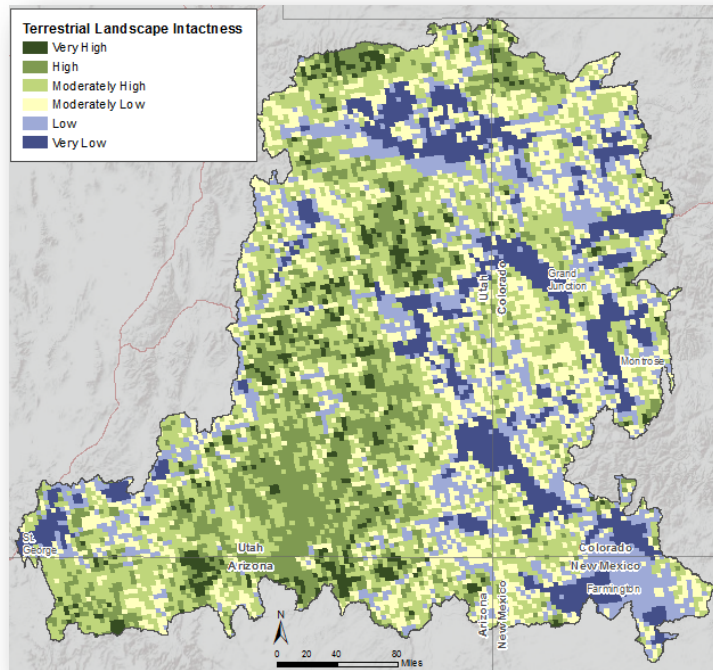 Terrestrial Landscape Intactness
Very High
High
Moderately High
Moderately Low
Low
Very Low
Utah
Colorado
Grand
Junction
Montrose
St.
George
Utah
Arizona
Colorado
New Mexico
Arizona
New Mexico
Farmington
N
0 20 40 80
Miles